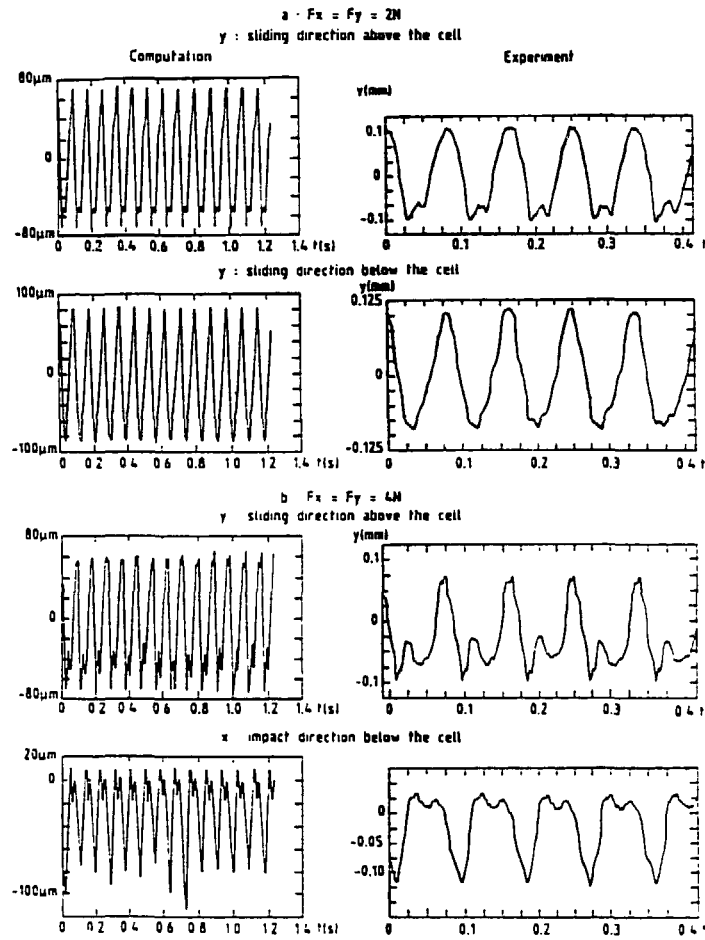 a - Fx = Fy = 2N
y : sliding direction above the cell
Computation
Experiment
80µm
0
-80µm
0 0.2 0.4 0.6 0.8 1.0 1.2 1.4 t(s)
y(mm)
0.1
0
-0.1
0 0.1 0.2 0.3 0.4 t
y : sliding direction below the cell
100µm
0
-100µm
0 0.2 0.4 0.6 0.8 1.0 1.2 1.4 t(s)
y(mm)
0.125
0
-0.125
0 0.1 0.2 0.3 0.4 t
b Fx = Fy = 4N
y sliding direction above the cell
80µm
0
-80µm
0 0.2 0.4 0.6 0.8 1.0 1.2 1.4 t(s)
y(mm)
0.1
0
-0.1
0 0.1 0.2 0.3 0.4 t
x impact direction below the cell
20µm
0
-100µm
0 0.2 0.4 0.6 0.8 1.0 1.2 1.4 t(s)
0
-0.05
-0.10
0 0.1 0.2 0.3 0.4